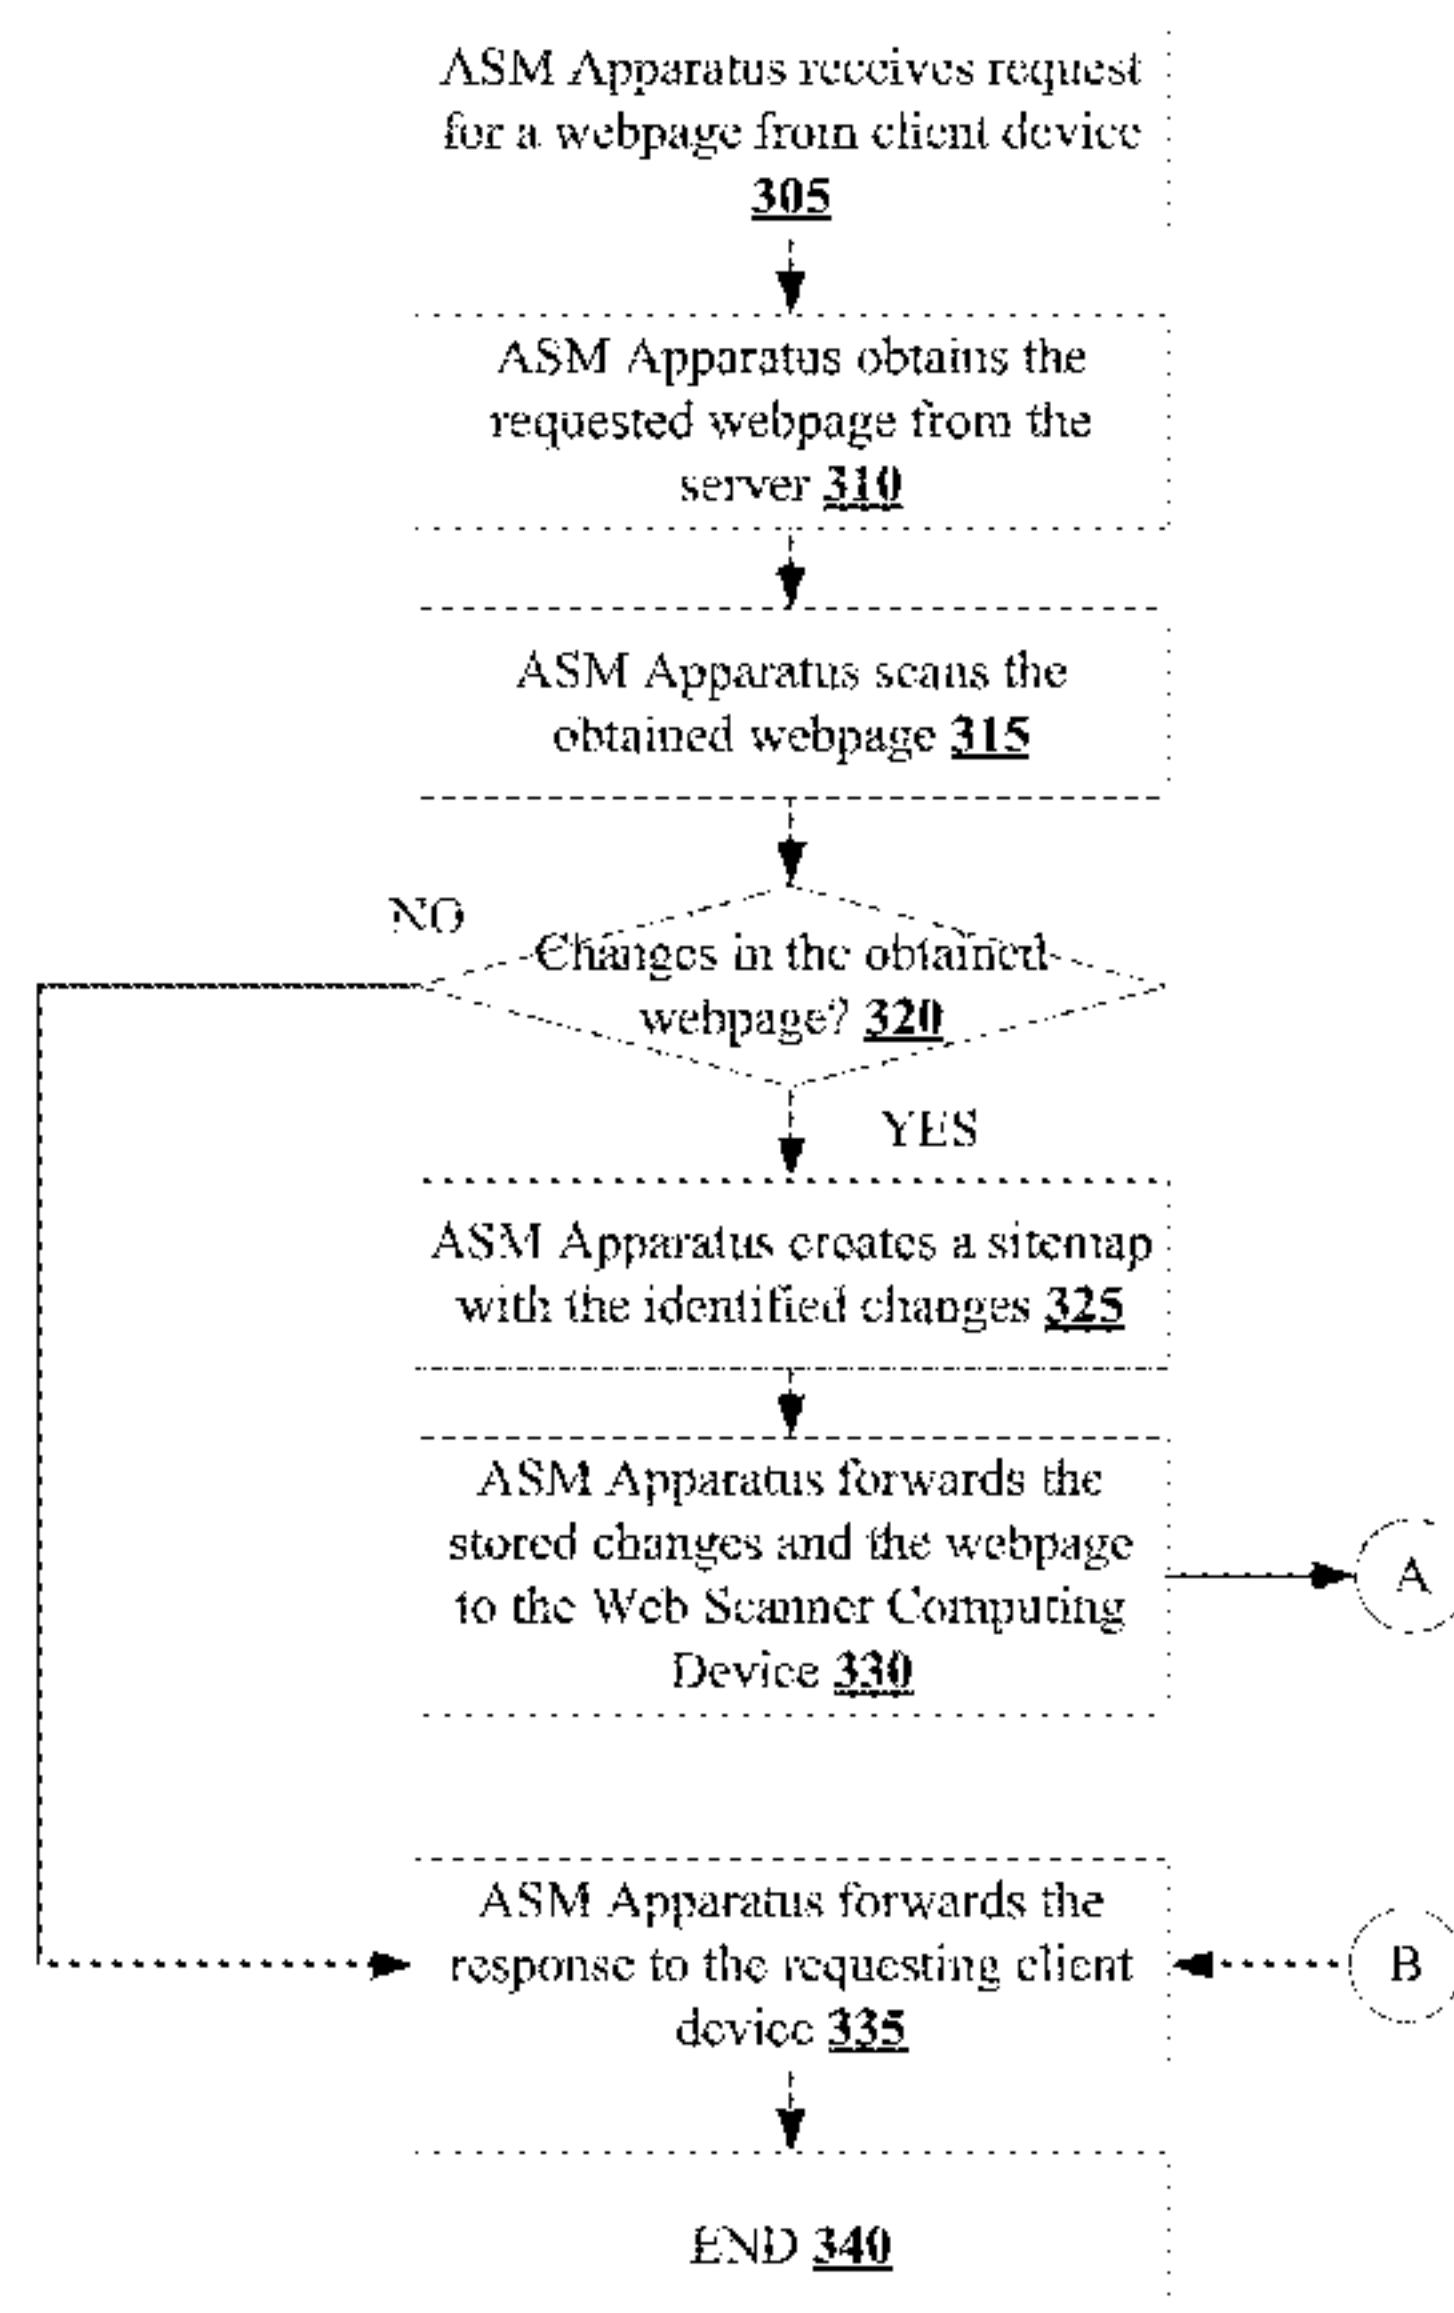 ASM Apparatus receives request
for a webpage from client device
305
ASM Apparatus obtains the
requested webpage from the
server 310
ASM Apparatus scans the
obtained webpage 315
NO
Changes in the obtained
webpage? 320
YES
ASM Apparatus creates a sitemap
with the identified changes 325
ASM Apparatus forwards the
stored changes and the webpage
to the Web Scanner Computing
Device 330
A
ASM Apparatus forwards the
response to the requesting client
device 335
B
END 340